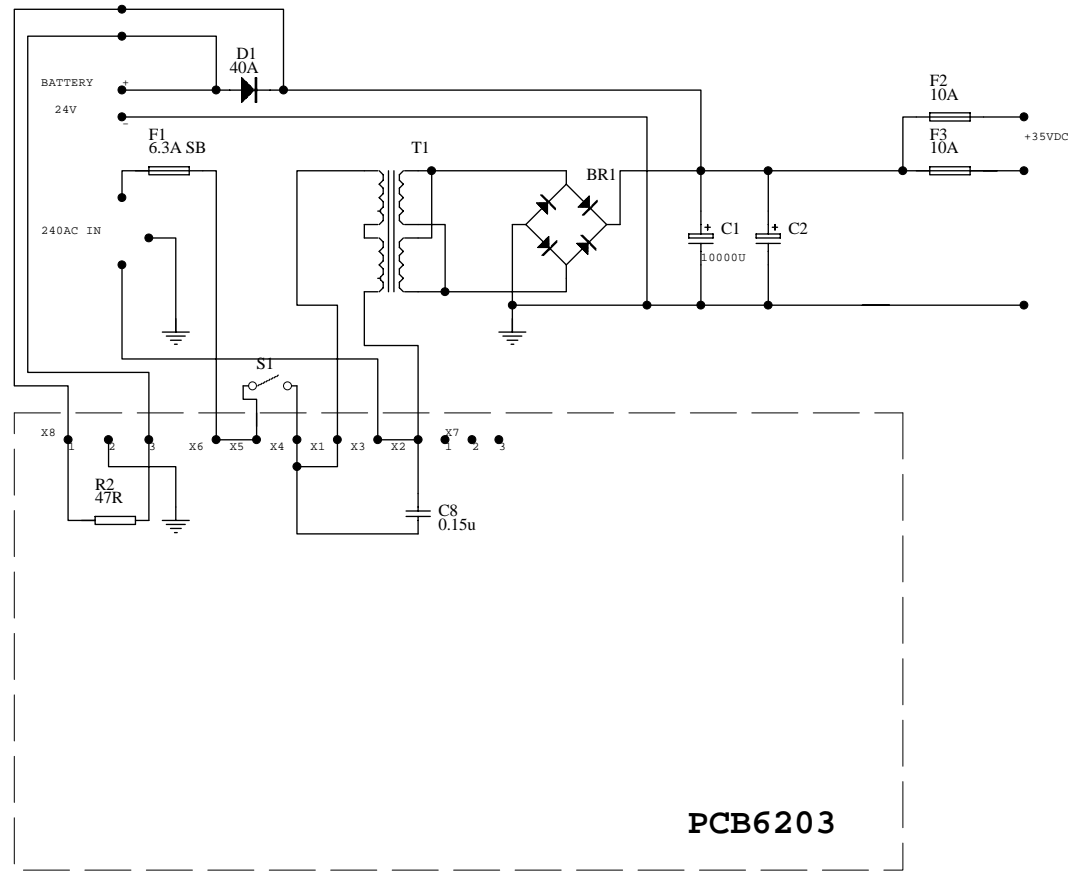 D1
40A
BATTERY
+
24V
-
F1
6.3A SB
T1
BR1
240AC IN
F2
10A
F3
10A
+35VDC
+ C1
10000U
+ C2
S1
X8
1
2
3
X6
X5
X4
X1
X3
X2
X7
1
2
3
R2
47R
C8
0.15u
PCB6203